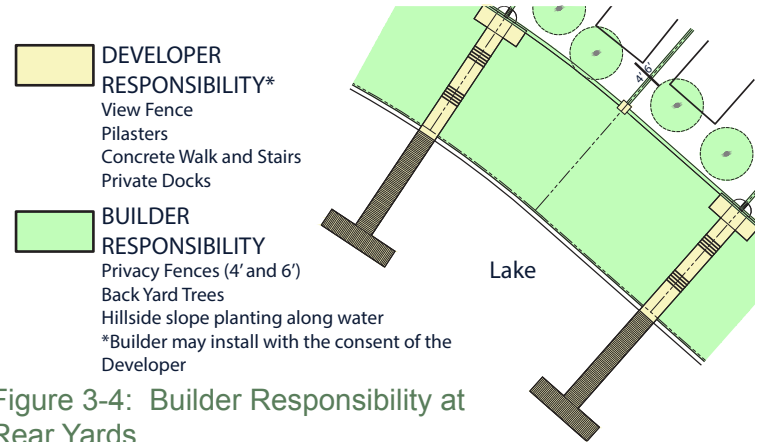 DEVELOPER
RESPONSIBILITY*
View Fence
Pilasters
Concrete Walk and Stairs
Private Docks
BUILDER
RESPONSIBILITY
Privacy Fences (4’ and 6’)
Back Yard Trees
Hillside slope planting along water
*Builder may install with the consent of the
Developer
4’ 6’
Lake
Figure 3-4: Builder Responsibility at
Rear Yards